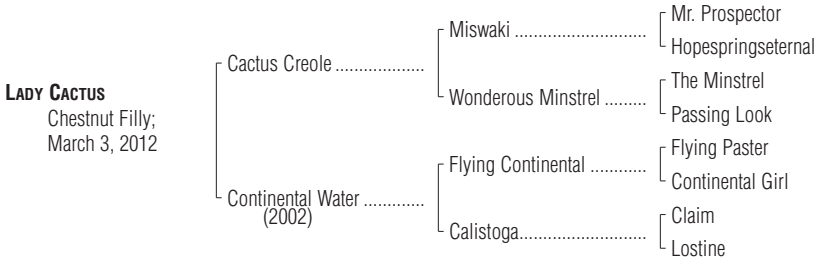 Mr. Prospector
Miswaki ............................
Hopespringseternal
Cactus Creole ...................
The Minstrel
Wonderous Minstrel .........
Passing Look
LADY CACTUS
Chestnut Filly;
March 3, 2012
Flying Paster
Flying Continental ............
Continental Girl
Continental Water .............
(2002)
Claim
Calistoga...........................
Lostine